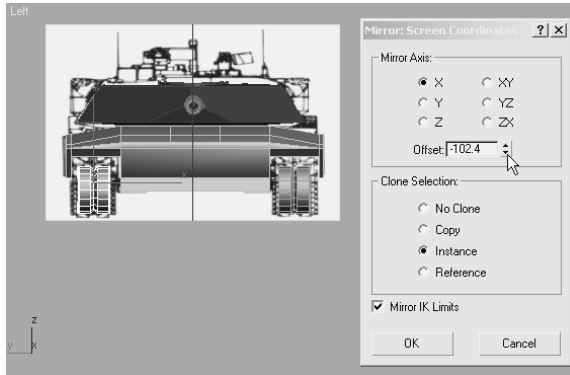 Left
Mirror: Screen Coordinates ? ×
Mirror Axis:
X XY
Y YZ
Z ZX
Offset: -102.4
Clone Selection:
No Clone
Copy
Instance
Reference
Mirror IK Limits
OK Cancel
x
z
y x